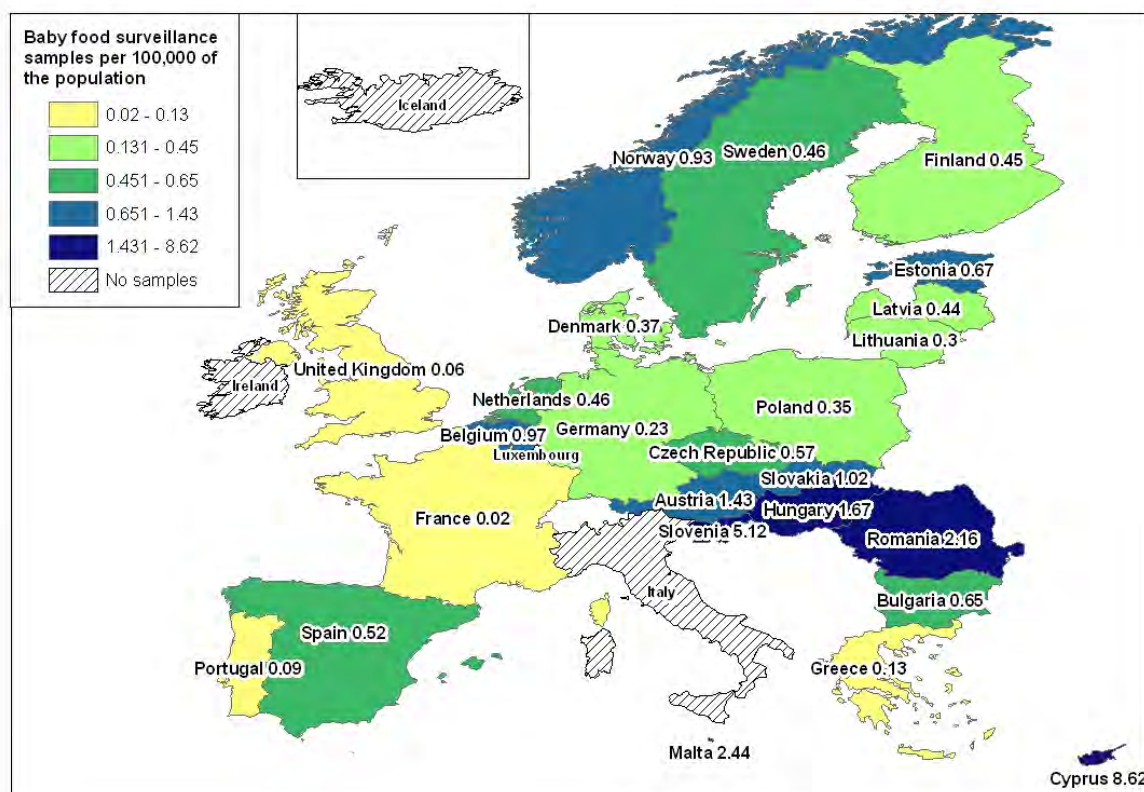 Baby food surveillance
samples per 100,000 of
the population
0.02 - 0.13
0.131 - 0.45
0.451 - 0.65
0.651 - 1.43
1.431 - 8.62
No samples
Iceland
Norway 0.93
Sweden 0.46
Finland 0.45
Estonia 0.67
Latvia 0.44
Lithuania 0.3
Denmark 0.37
Ireland
United Kingdom 0.06
Netherlands 0.46
Poland 0.35
Belgium 0.97
Germany 0.23
Luxembourg
Czech Republic 0.57
Slovakia 1.02
Austria 1.43
Hungary 1.67
France 0.02
Slovenia 5.12
Romania 2.16
Italy
Bulgaria 0.65
Spain 0.52
Portugal 0.09
Greece 0.13
Malta 2.44
Cyprus 8.62